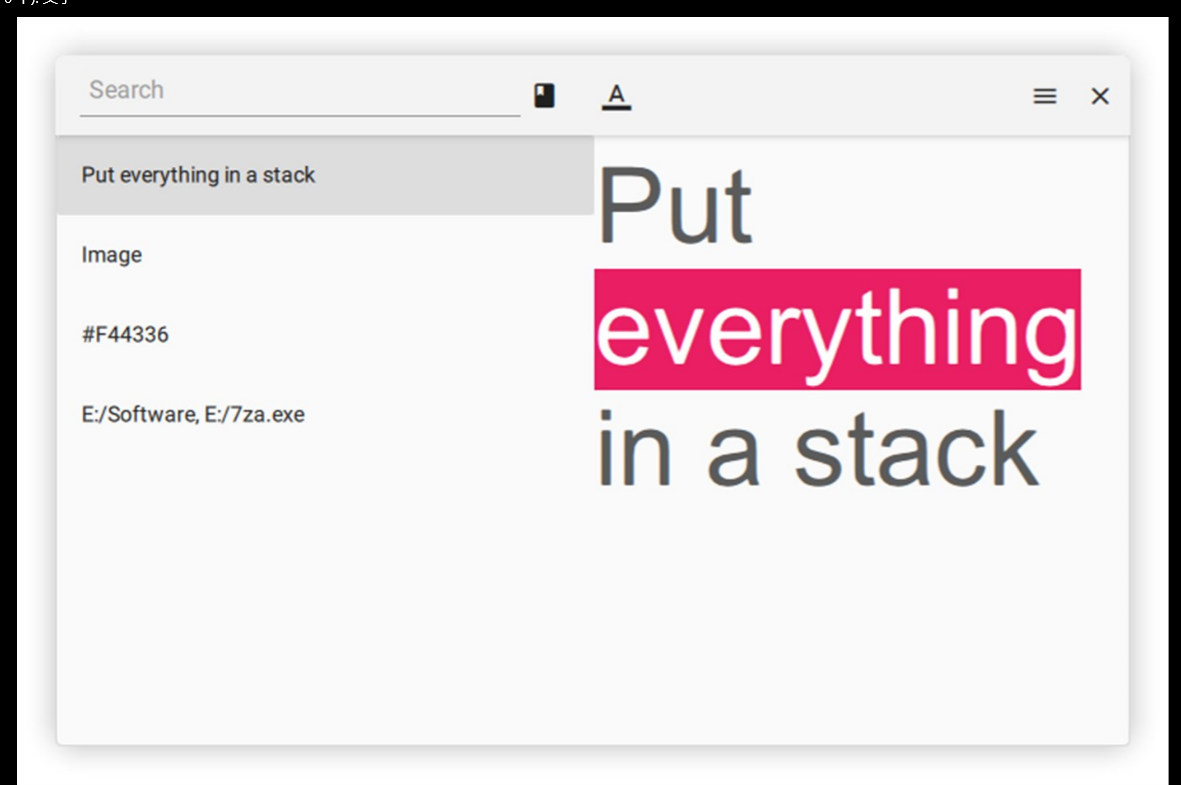 Search
A
Put everything in a stack
Image
#F44336
E:/Software, E:/7za.exe
Put
everything
in a stack